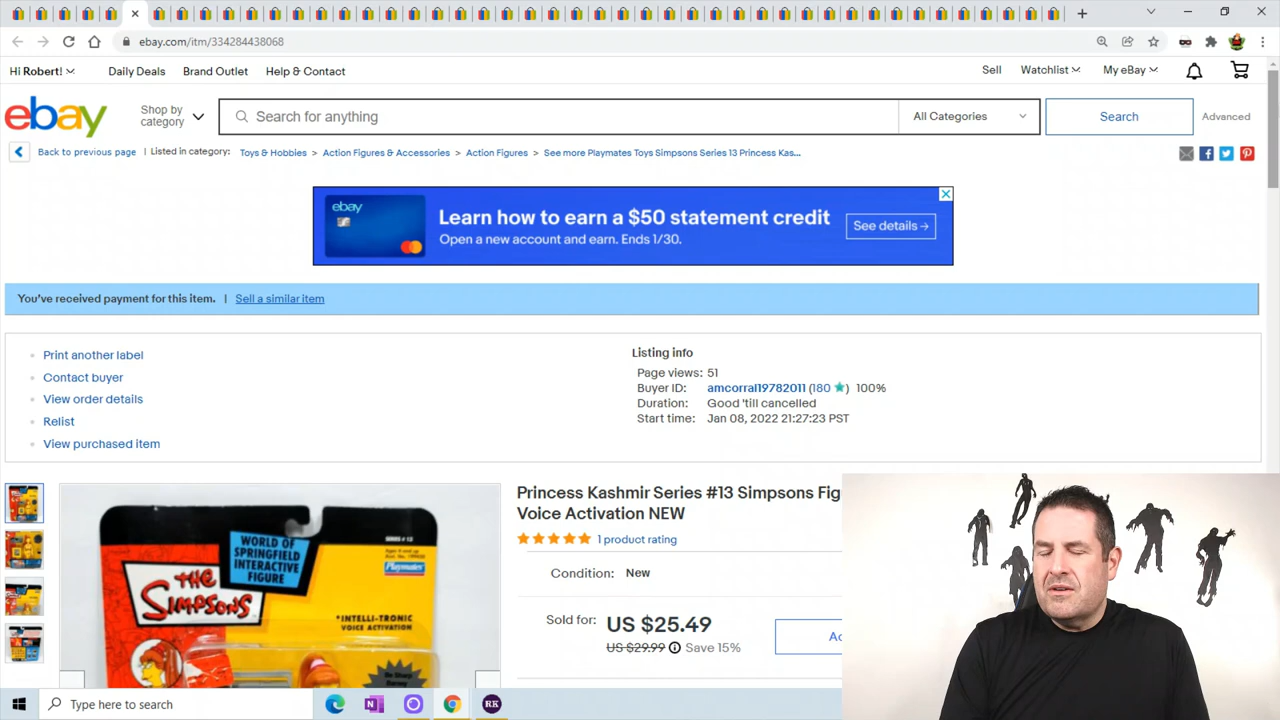 ebay.com/itm/334284438068
Hi Robert!
Daily Deals
Brand Outlet
Help & Contact
Sell
Watchlist
My eBay
ebay
Shop by
category
Search for anything
All Categories
Search
Advanced
Back to previous page
Listed in category:
Toys & Hobbies > Action Figures & Accessories > Action Figures > See more Playmates Toys Simpsons Series 13 Princess Kas...
ebay
Learn how to earn a $50 statement credit
Open a new account and earn. Ends 1/30.
See details →
You've received payment for this item. | Sell a similar item
Print another label
Contact buyer
View order details
Relist
View purchased item
Listing info
Page views: 51
Buyer ID: amcorral19782011 (180 ★) 100%
Duration: Good 'till cancelled
Start time: Jan 08, 2022 21:27:23 PST
Princess Kashmir Series #13 Simpsons Fig
Voice Activation NEW
1 product rating
Condition: New
Sold for: US $25.49
US $29.99 Save 15%
Ac
SERIES #13
WORLD OF
SPRINGFIELD
INTERACTIVE
FIGURE
Playmates
THE
SIMPSONS
*INTELLI-TRONIC
VOICE ACTIVATION
Be Sharp
Barney
Type here to search
RK